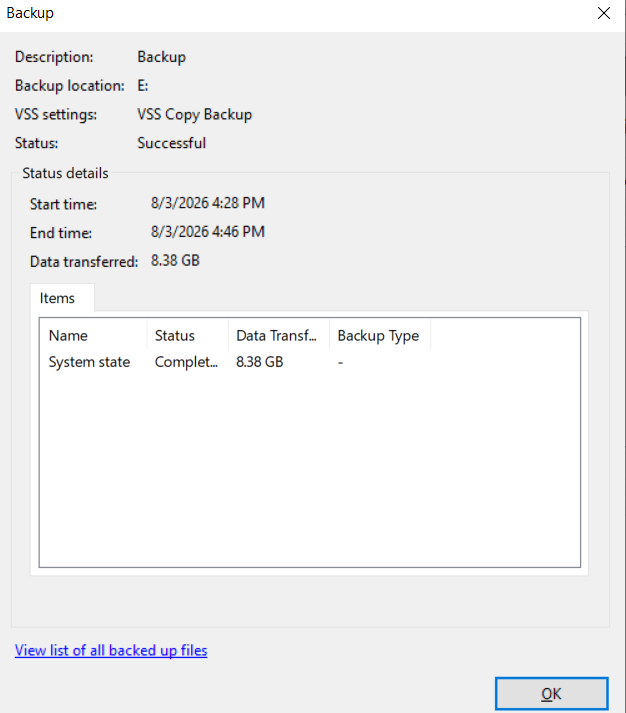 Backup
Description: Backup
Backup location: E:
VSS settings: VSS Copy Backup
Status: Successful
Status details
Start time: 8/3/2026 4:28 PM
End time: 8/3/2026 4:46 PM
Data transferred: 8.38 GB
Items
Name Status Data Transf... Backup Type
System state Complet... 8.38 GB -
View list of all backed up files
OK